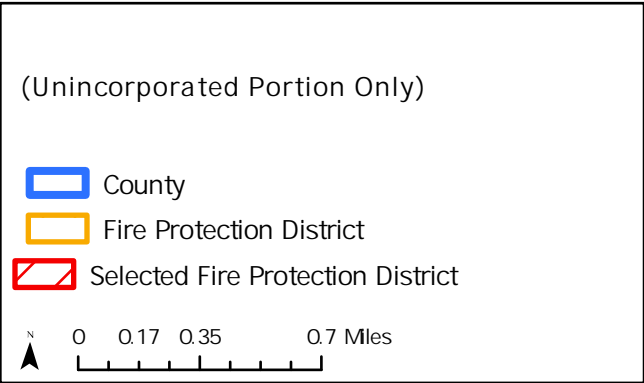 (Unincorporated Portion Only)
County
Fire Protection District
Selected Fire Protection District
N
0 0.17 0.35 0.7 Miles